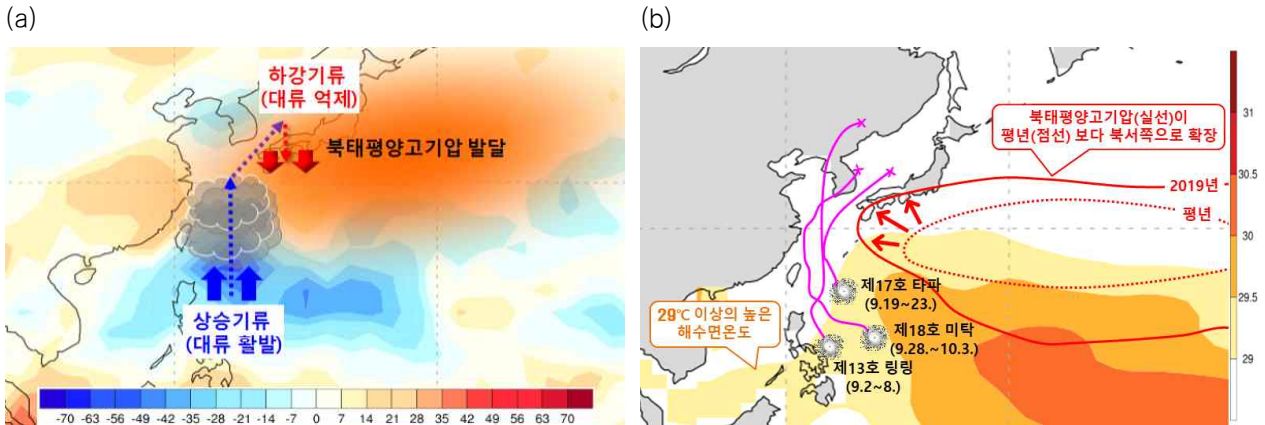 (a)
하강기류
(대류 억제)
북태평양고기압 발달
상승기류
(대류 활발)
-70 -63 -56 -49 -42 -35 -28 -21 -14 -7 0 7 14 21 28 35 42 49 56 63 70
(b)
북태평양고기압(실선)이
평년(점선) 보다 북서쪽으로 확장
2019년
평년
제17호 타파
(9.19~23.)
29℃ 이상의 높은
해수면온도
제18호 미탁
(9.28.~10.3.)
제13호 링링
(9.2~8.)
31
30.5
30
29.5
29